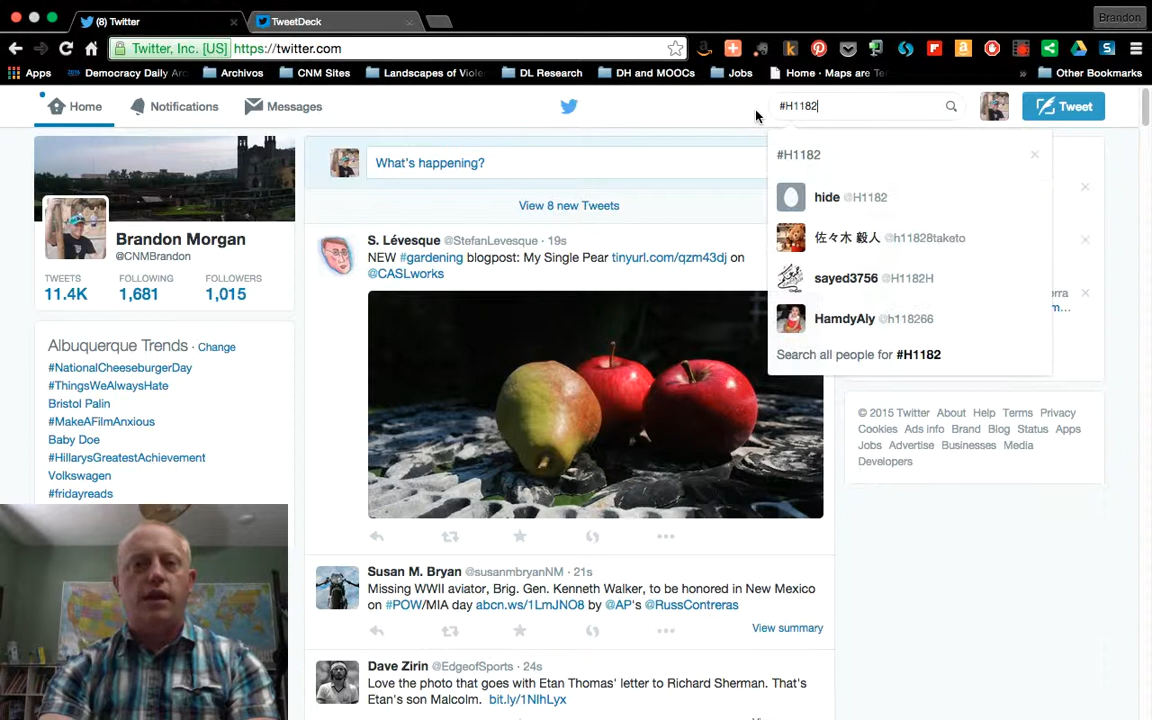 (8) Twitter
TweetDeck
Brandon
Twitter, Inc. [US]
https://twitter.com
Apps
Democracy Daily Arc
Archivos
CNM Sites
Landscapes of Viole
DL Research
DH and MOOCs
Jobs
Home · Maps are Te
»
Other Bookmarks
Home
Notifications
Messages
#H1182
Tweet
Brandon Morgan
@CNMBrandon
TWEETS
FOLLOWING
FOLLOWERS
11.4K
1,681
1,015
Albuquerque Trends · Change
#NationalCheeseburgerDay
#ThingsWeAlwaysHate
Bristol Palin
#MakeAFilmAnxious
Baby Doe
#HillarysGreatestAchievement
Volkswagen
#fridayreads
What's happening?
View 8 new Tweets
S. Lévesque @StefanLevesque · 19s
NEW #gardening blogpost: My Single Pear tinyurl.com/qzm43dj on
@CASLworks
Susan M. Bryan @susanmbryanNM · 21s
Missing WWII aviator, Brig. Gen. Kenneth Walker, to be honored in New Mexico
on #POW/MIA day abcn.ws/1LmJNO8 by @AP's @RussContreras
View summary
Dave Zirin @EdgeofSports · 24s
Love the photo that goes with Etan Thomas' letter to Richard Sherman. That's
Etan's son Malcolm. bit.ly/1NlhLyx
#H1182
hide @H1182
佐々木 毅人 @h11828taketo
sayed3756 @H1182H
HamdyAly @h118266
Search all people for #H1182
erra
m...
© 2015 Twitter About Help Terms Privacy
Cookies Ads info Brand Blog Status Apps
Jobs Advertise Businesses Media
Developers